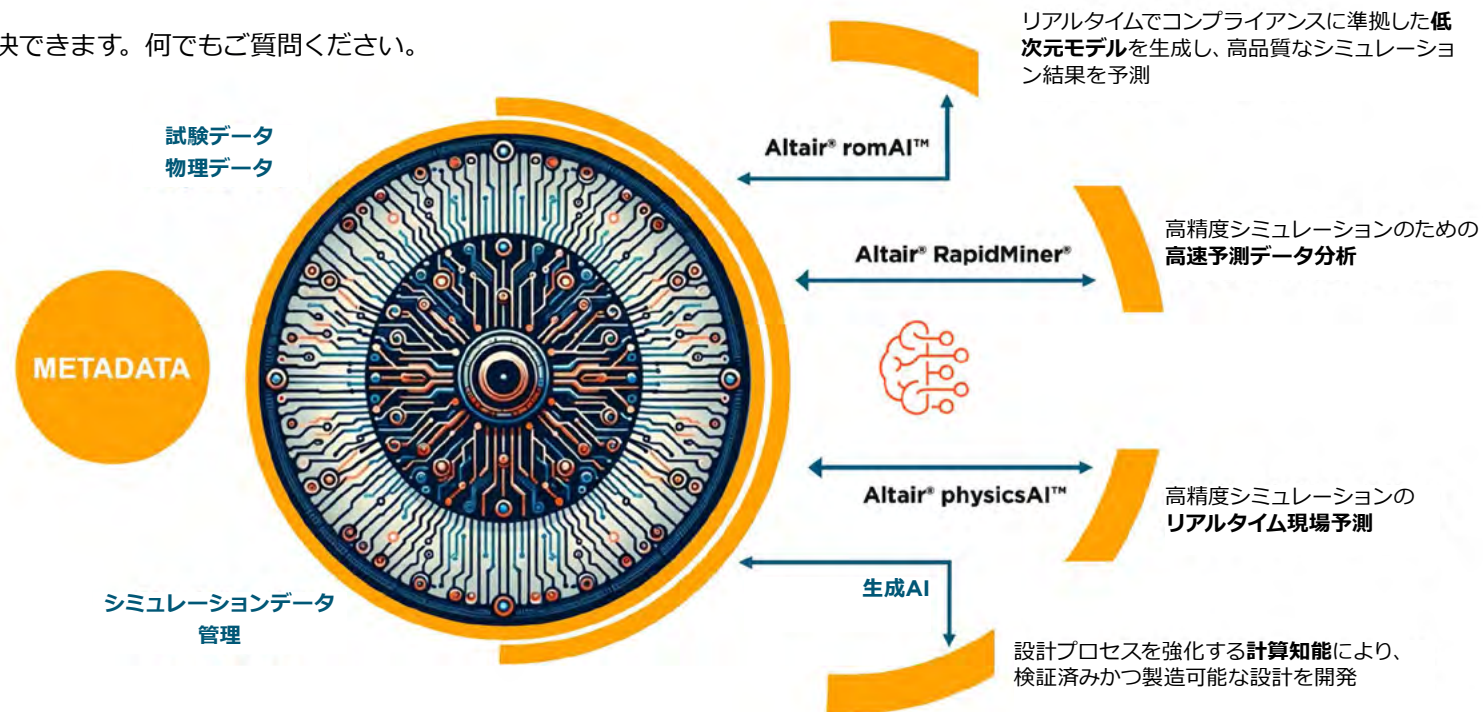 決できます。何でもご質問ください。
リアルタイムでコンプライアンスに準拠した低
次元モデルを生成し、高品質なシミュレーショ
ン結果を予測
試験データ
物理データ
Altair® romAI™
高精度シミュレーションのための
高速予測データ分析
Altair® RapidMiner®
METADATA
Altair® physicsAI™
高精度シミュレーションの
リアルタイム現場予測
生成AI
シミュレーションデータ
管理
設計プロセスを強化する計算知能により、
検証済みかつ製造可能な設計を開発